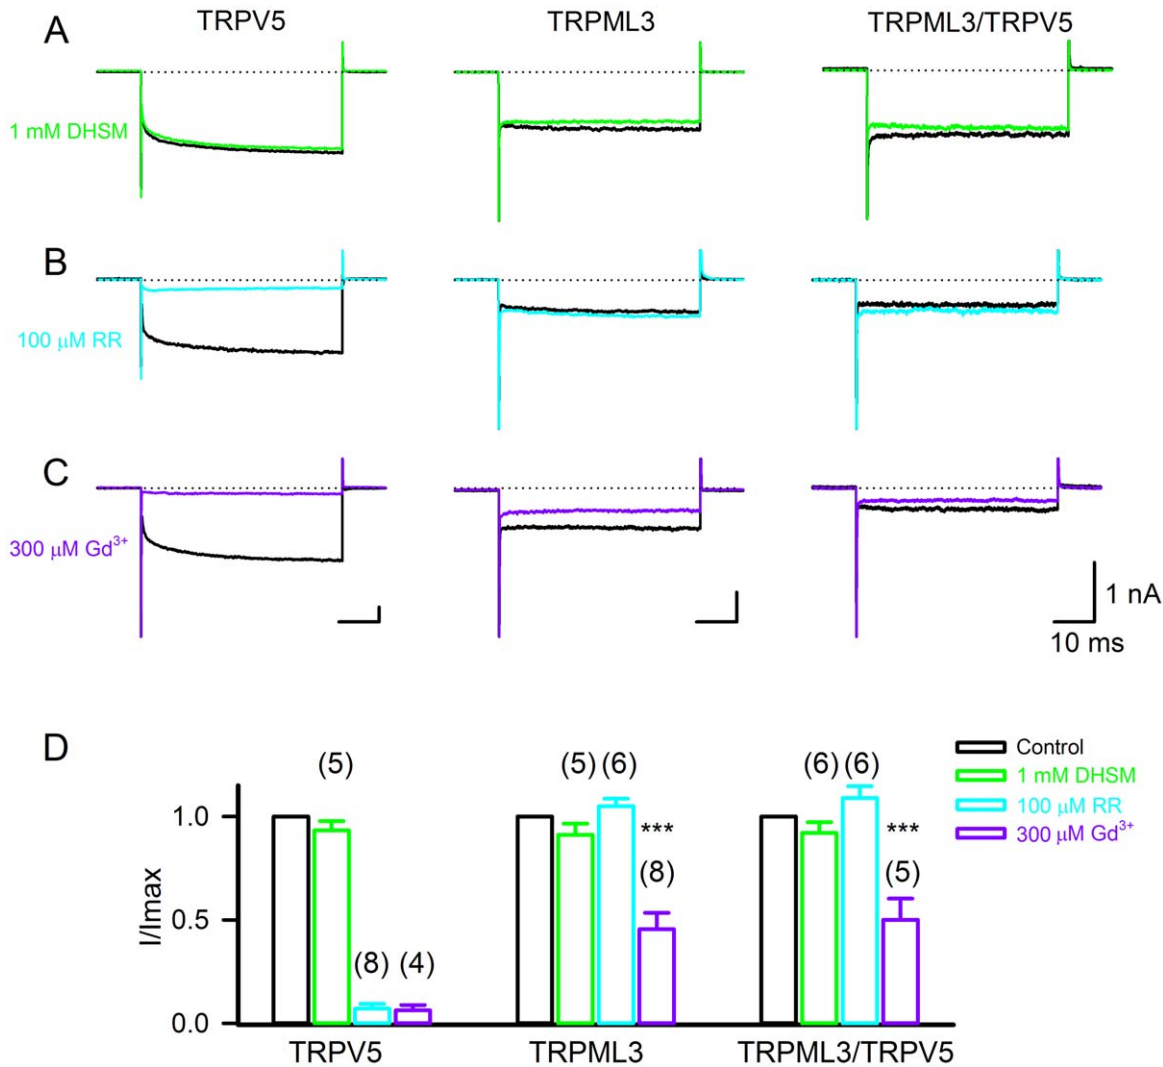 A
TRPV5
TRPML3
TRPML3/TRPV5
1 mM DHSM
B
100 μM RR
C
300 μM Gd³⁺
1 nA
10 ms
D
(5)
(5) (6)
(6) (6)
Control
1 mM DHSM
100 μM RR
300 μM Gd³⁺
1.0
***
***
(8)
(5)
I/Imax
0.5
(8) (4)
0.0
TRPV5
TRPML3
TRPML3/TRPV5